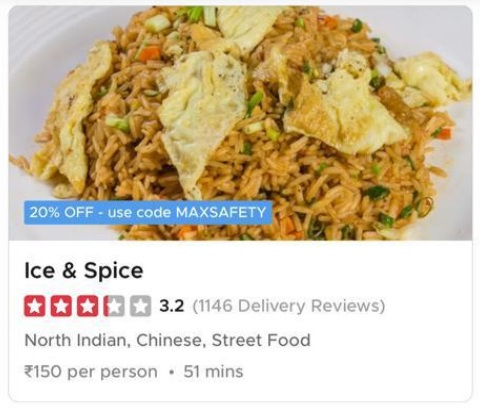 20% OFF - use code MAXSAFETY
Ice & Spice
3.2 (1146 Delivery Reviews)
North Indian, Chinese, Street Food
₹150 per person • 51 mins